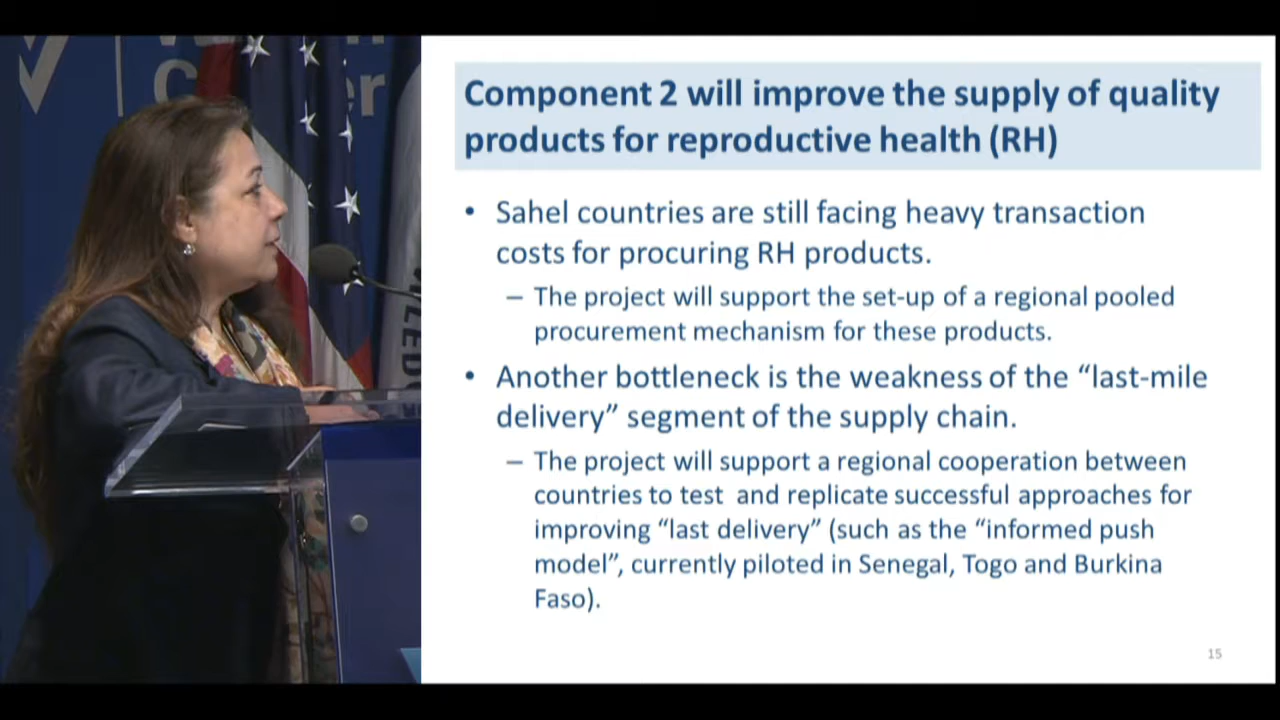 Component 2 will improve the supply of quality
products for reproductive health (RH)
• Sahel countries are still facing heavy transaction
costs for procuring RH products.
– The project will support the set-up of a regional pooled
procurement mechanism for these products.
• Another bottleneck is the weakness of the “last-mile
delivery” segment of the supply chain.
– The project will support a regional cooperation between
countries to test and replicate successful approaches for
improving “last delivery” (such as the “informed push
model”, currently piloted in Senegal, Togo and Burkina
Faso).
15